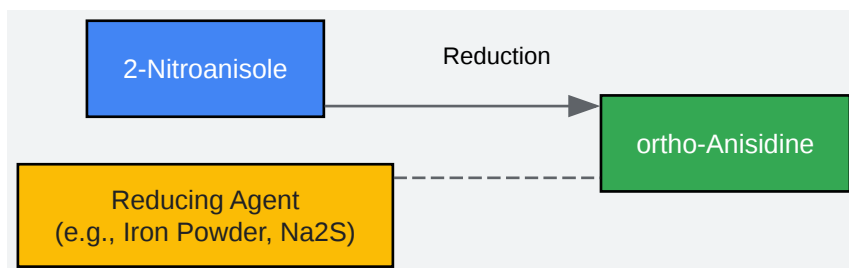 2-Nitroanisole
Reduction
ortho-Anisidine
Reducing Agent
(e.g., Iron Powder, Na2S)